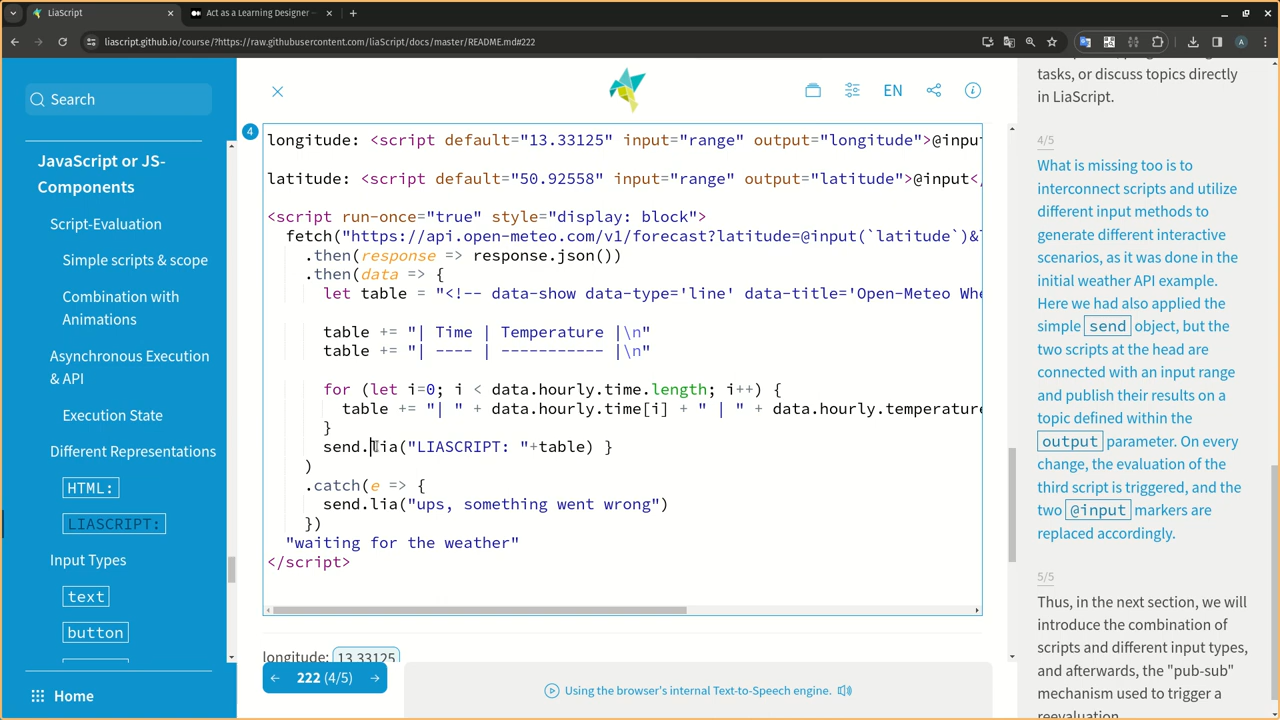 LiaScript
Act as a Learning Designer
liascript.github.io/course/?https://raw.githubusercontent.com/liaScript/docs/master/README.md#222
A
Search
JavaScript or JS-
Components
Script-Evaluation
Simple scripts & scope
Combination with
Animations
Asynchronous Execution
& API
Execution State
Different Representations
HTML:
LIASCRIPT:
Input Types
text
button
Home
EN
4
longitude: <script default="13.33125" input="range" output="longitude">@input
latitude: <script default="50.92558" input="range" output="latitude">@input<
<script run-once="true" style="display: block">
fetch("https://api.open-meteo.com/v1/forecast?latitude=@input(`latitude`)&
.then(response => response.json())
.then(data => {
let table = "<!-- data-show data-type='line' data-title='Open-Meteo
table += "| Time | Temperature |\n"
table += "| ---- | ----------- |\n"
for (let i=0; i < data.hourly.time.length; i++) {
table += "| " + data.hourly.time[i] + " | " + data.hourly.temperature
}
send.lia("LIASCRIPT: "+table) }
)
.catch(e => {
send.lia("ups, something went wrong")
})
"waiting for the weather"
</script>
longitude: 13.33125
222 (4/5)
Using the browser's internal Text-to-Speech engine.
tasks, or discuss topics directly
in LiaScript.
4/5
What is missing too is to
interconnect scripts and utilize
different input methods to
generate different interactive
scenarios, as it was done in the
initial weather API example.
Here we had also applied the
simple send object, but the
two scripts at the head are
connected with an input range
and publish their results on a
topic defined within the
output parameter. On every
change, the evaluation of the
third script is triggered, and the
two @input markers are
replaced accordingly.
5/5
Thus, in the next section, we will
introduce the combination of
scripts and different input types,
and afterwards, the "pub-sub"
mechanism used to trigger a
reevaluation